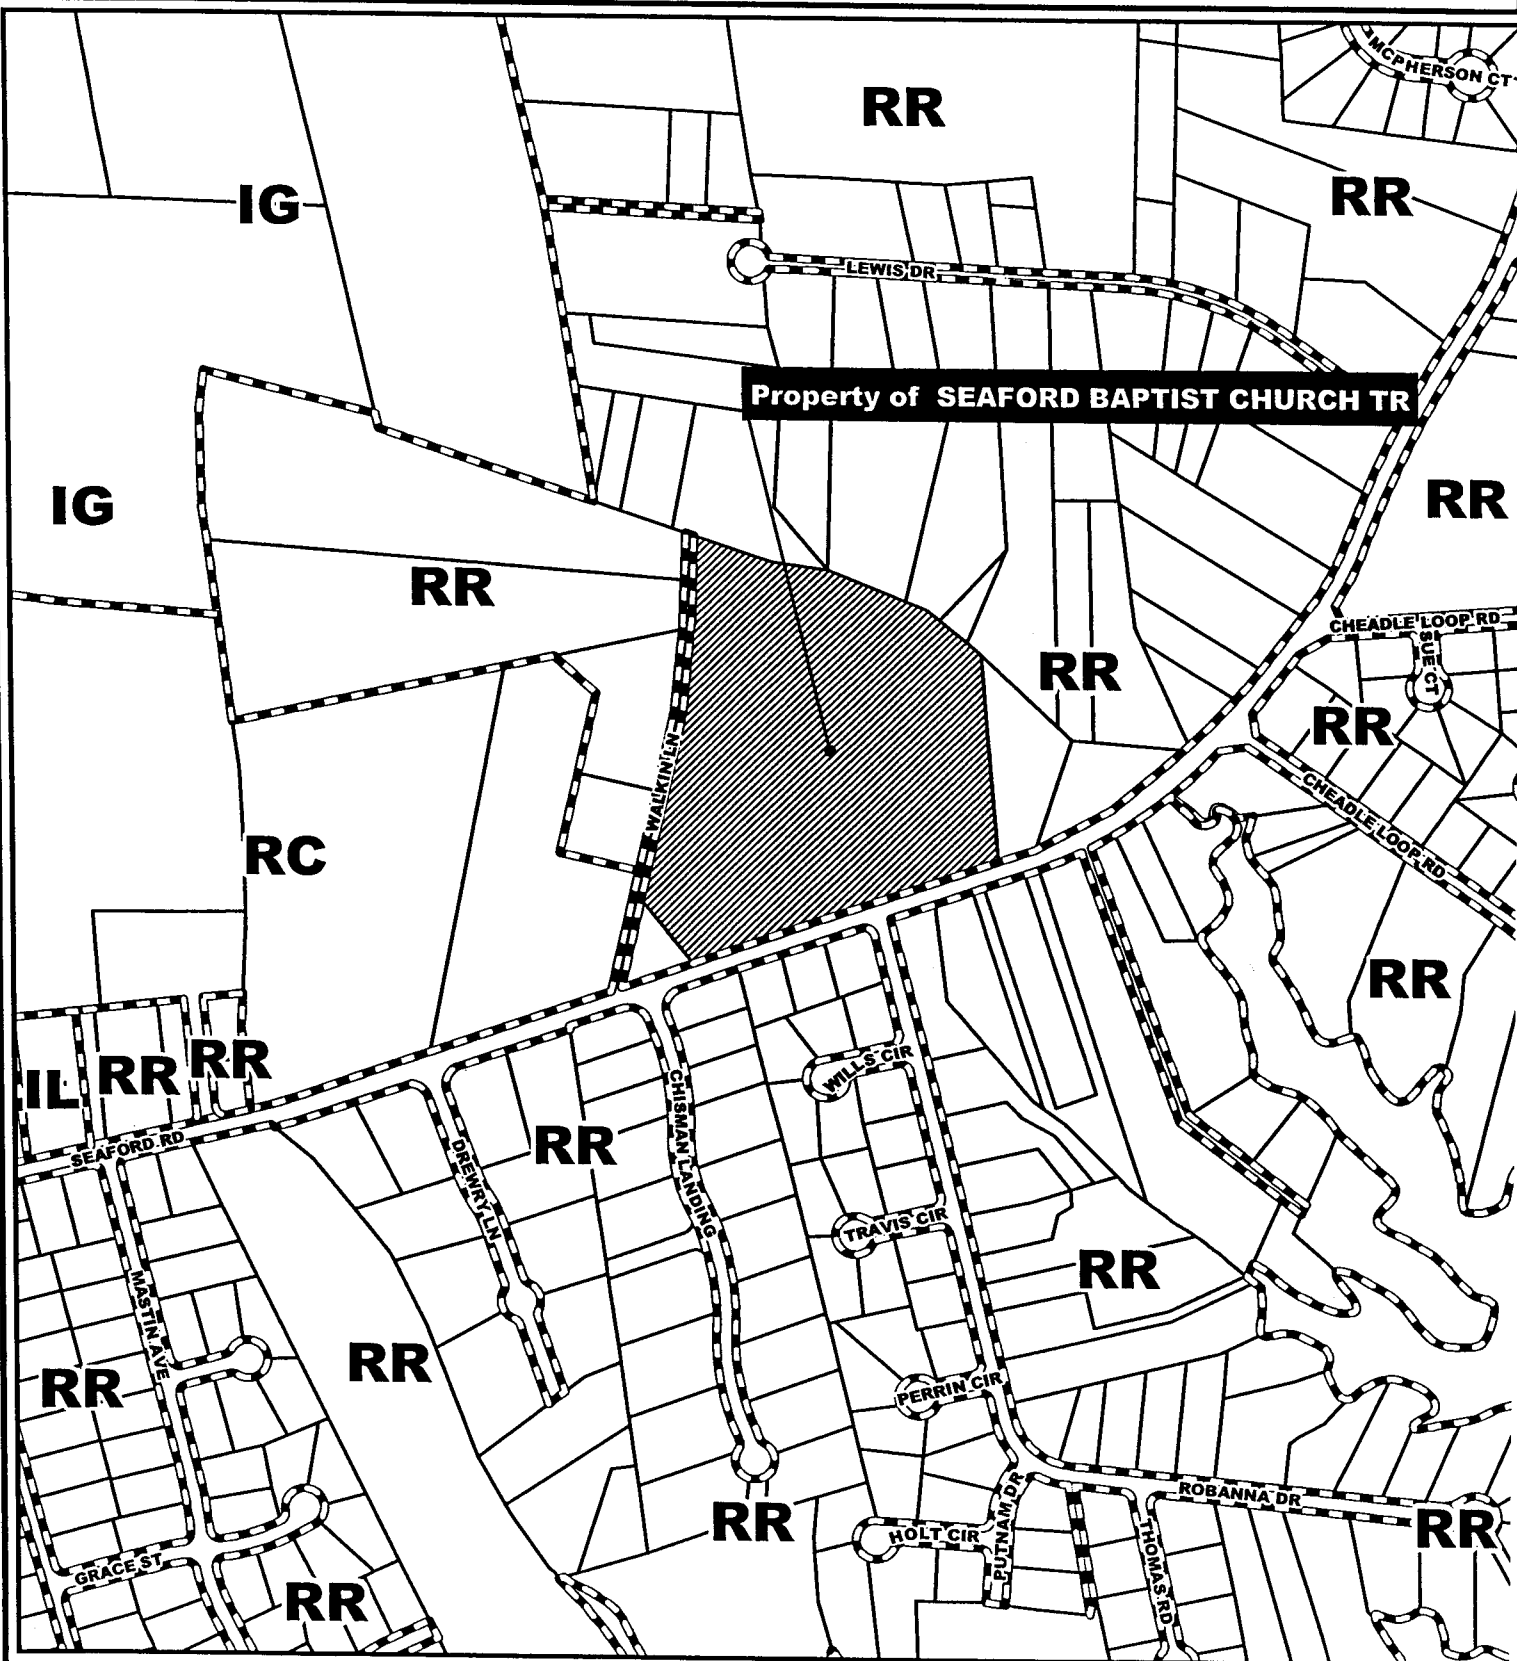 MCPHERSON CT
RR
RR
IG
LEWIS DR
Property of SEAFORD BAPTIST CHURCH TR
IG
RR
RR
CHEADLE LOOP RD
SUE CT
RR
RR
WALKIN LN
CHEADLE LOOP RD
RC
RR
IL
RR
RR
SEAFORD RD
WILLS CIR
CHISMAN LANDING
DREWRY LN
RR
TRAVIS CIR
RR
MASTIN AVE
RR
RR
PERRIN CIR
ROBANNA DR
RR
RR
HOLT CIR
PUTNAM DR
THOMAS RD
GRACE ST
RR